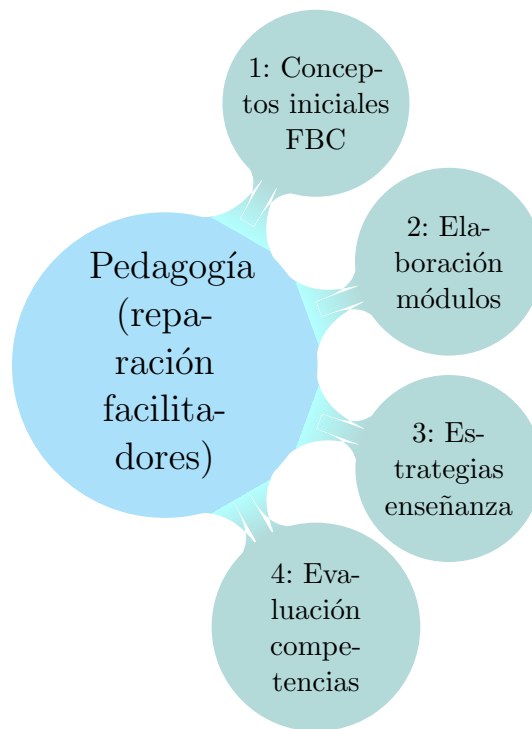 1: Concep-
tos iniciales
FBC
2: Ela-
boración
módulos
Pedagogía
(repa-
ración
facilita-
dores)
3: Es-
trategias
enseñanza
4: Eva-
luación
compe-
tencias